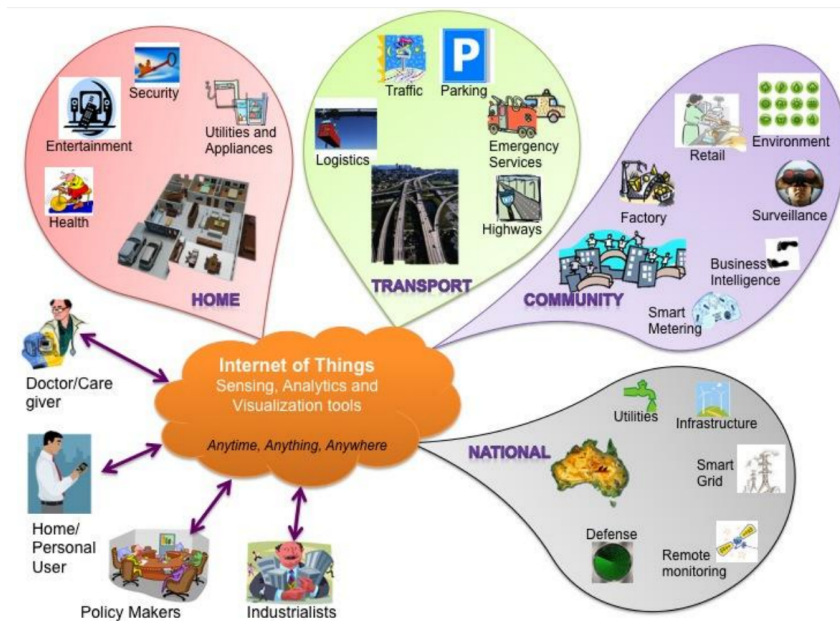 Security
Entertainment
Utilities and
Appliances
Health
HOME
Traffic
P
Parking
Logistics
Emergency
Services
Highways
TRANSPORT
Retail
Environment
Factory
Surveillance
Business
Intelligence
COMMUNITY
Smart
Metering
Internet of Things
Sensing, Analytics and
Visualization tools
Anytime, Anything, Anywhere
Doctor/Care
giver
Home/
Personal
User
Policy Makers
Industrialists
NATIONAL
Utilities
Infrastructure
Smart
Grid
Defense
Remote
monitoring